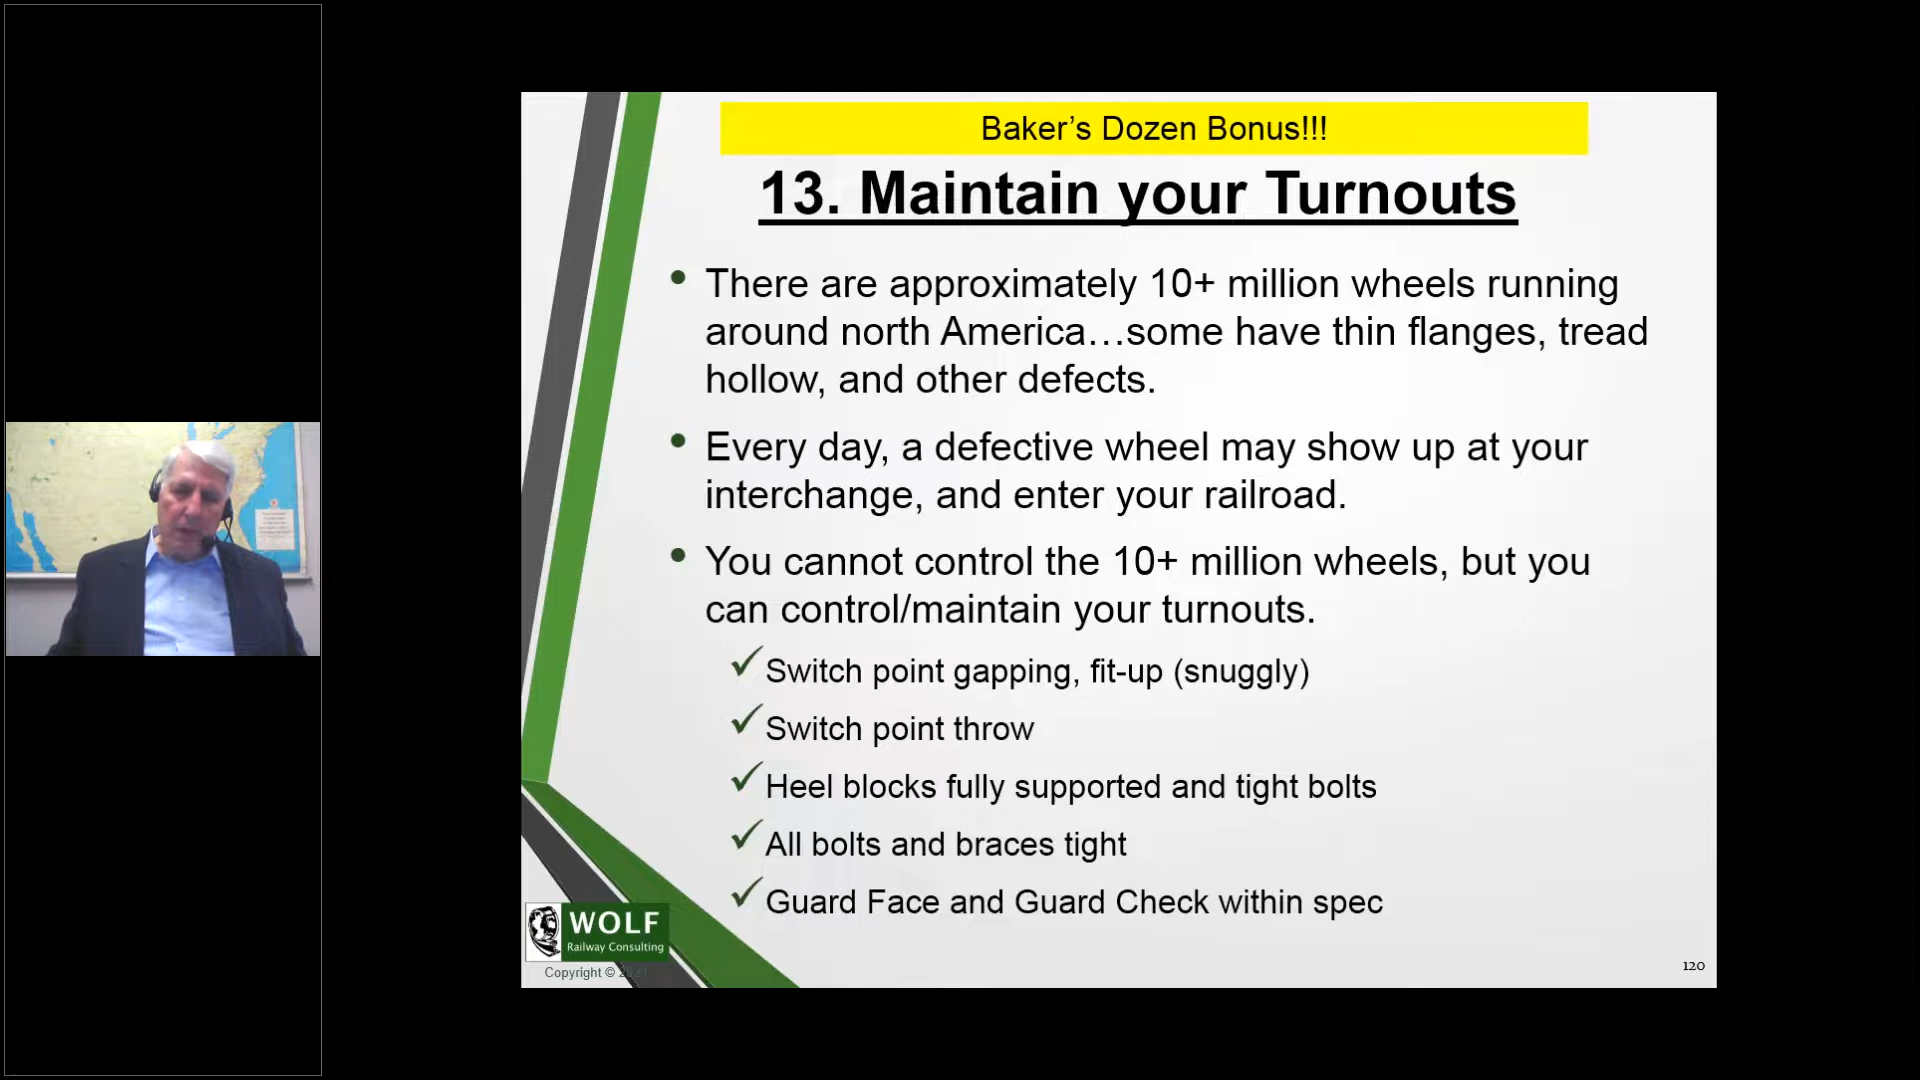 Baker’s Dozen Bonus!!!
13. Maintain your Turnouts
• There are approximately 10+ million wheels running
around north America…some have thin flanges, tread
hollow, and other defects.
• Every day, a defective wheel may show up at your
interchange, and enter your railroad.
• You cannot control the 10+ million wheels, but you
can control/maintain your turnouts.
✓Switch point gapping, fit-up (snuggly)
✓Switch point throw
✓Heel blocks fully supported and tight bolts
✓All bolts and braces tight
✓Guard Face and Guard Check within spec
WOLF
Railway Consulting
Copyright ©
120